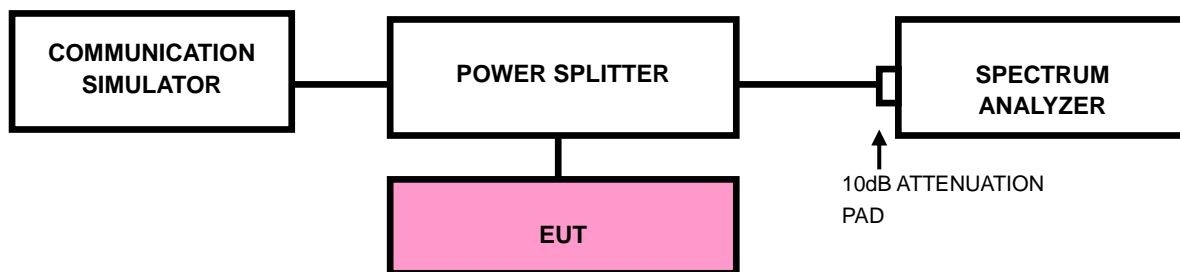 COMMUNICATION
SIMULATOR
POWER SPLITTER
SPECTRUM
ANALYZER
10dB ATTENUATION
PAD
EUT